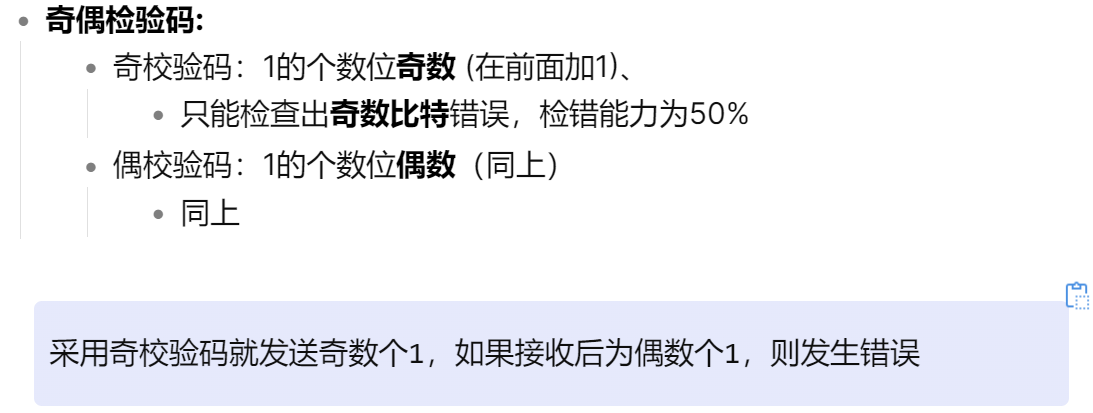 奇偶检验码:
奇校验码：1的个数位奇数 (在前面加1)、
只能检查出奇数比特错误，检错能力为50%
偶校验码：1的个数位偶数（同上）
同上
采用奇校验码就发送奇数个1，如果接收后为偶数个1，则发生错误